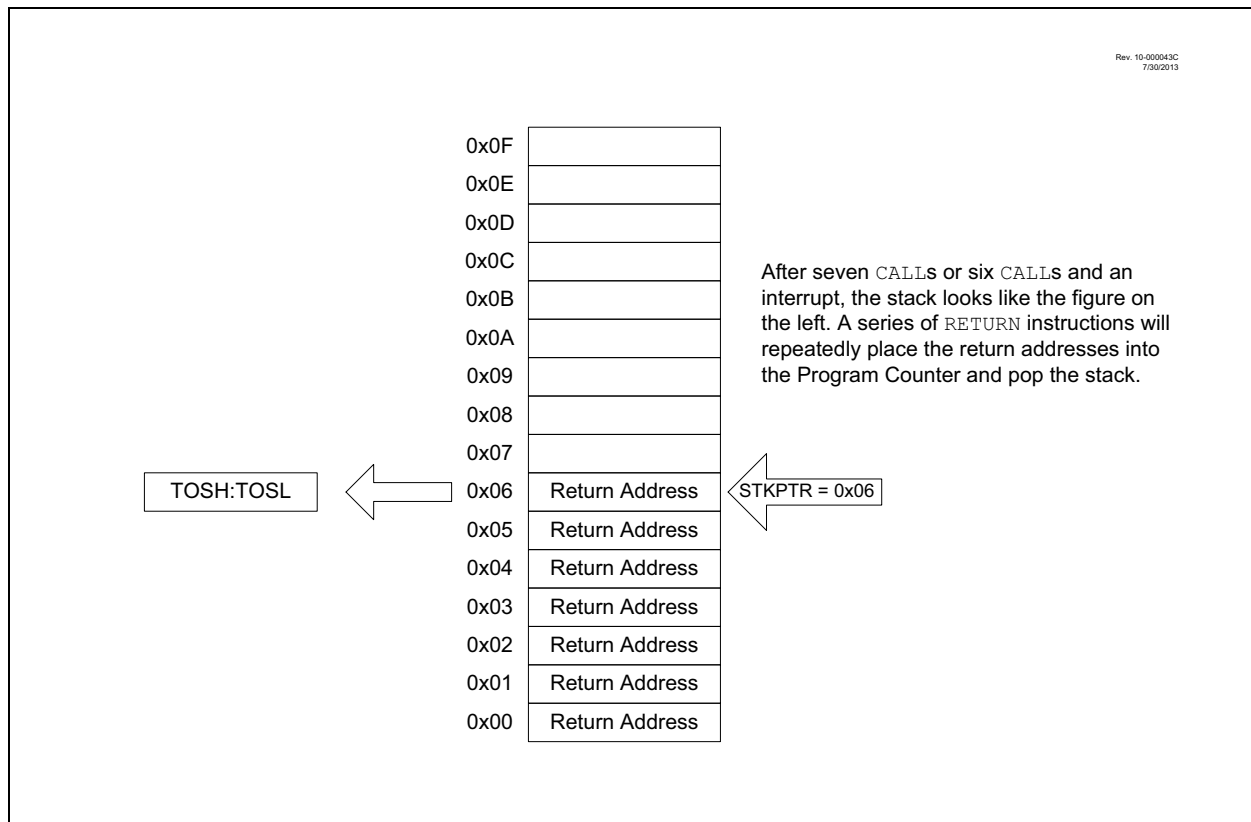 Rev. 10-000043C
7/30/2013
0x0F
0x0E
0x0D
0x0C
0x0B
0x0A
0x09
0x08
0x07
After seven CALLs or six CALLs and an
interrupt, the stack looks like the figure on
the left. A series of RETURN instructions will
repeatedly place the return addresses into
the Program Counter and pop the stack.
TOSH:TOSL
0x06 Return Address
STKPTR = 0x06
0x05 Return Address
0x04 Return Address
0x03 Return Address
0x02 Return Address
0x01 Return Address
0x00 Return Address